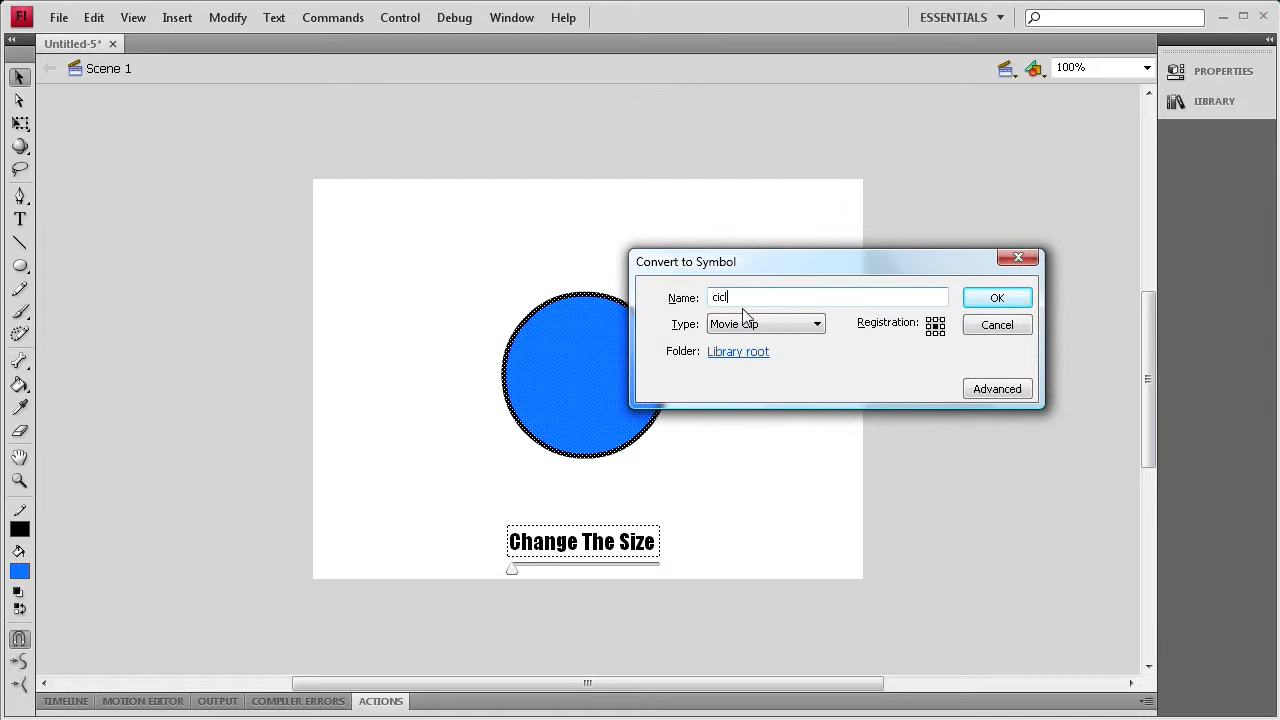 Fl File Edit View Insert Modify Text Commands Control Debug Window Help ESSENTIALS
Untitled-5*
Scene 1 100%
PROPERTIES
LIBRARY
T
Convert to Symbol
Name: cicl OK
Type: Movie Clip Registration: Cancel
Folder: Library root
Advanced
Change The Size
TIMELINE MOTION EDITOR OUTPUT COMPILER ERRORS ACTIONS